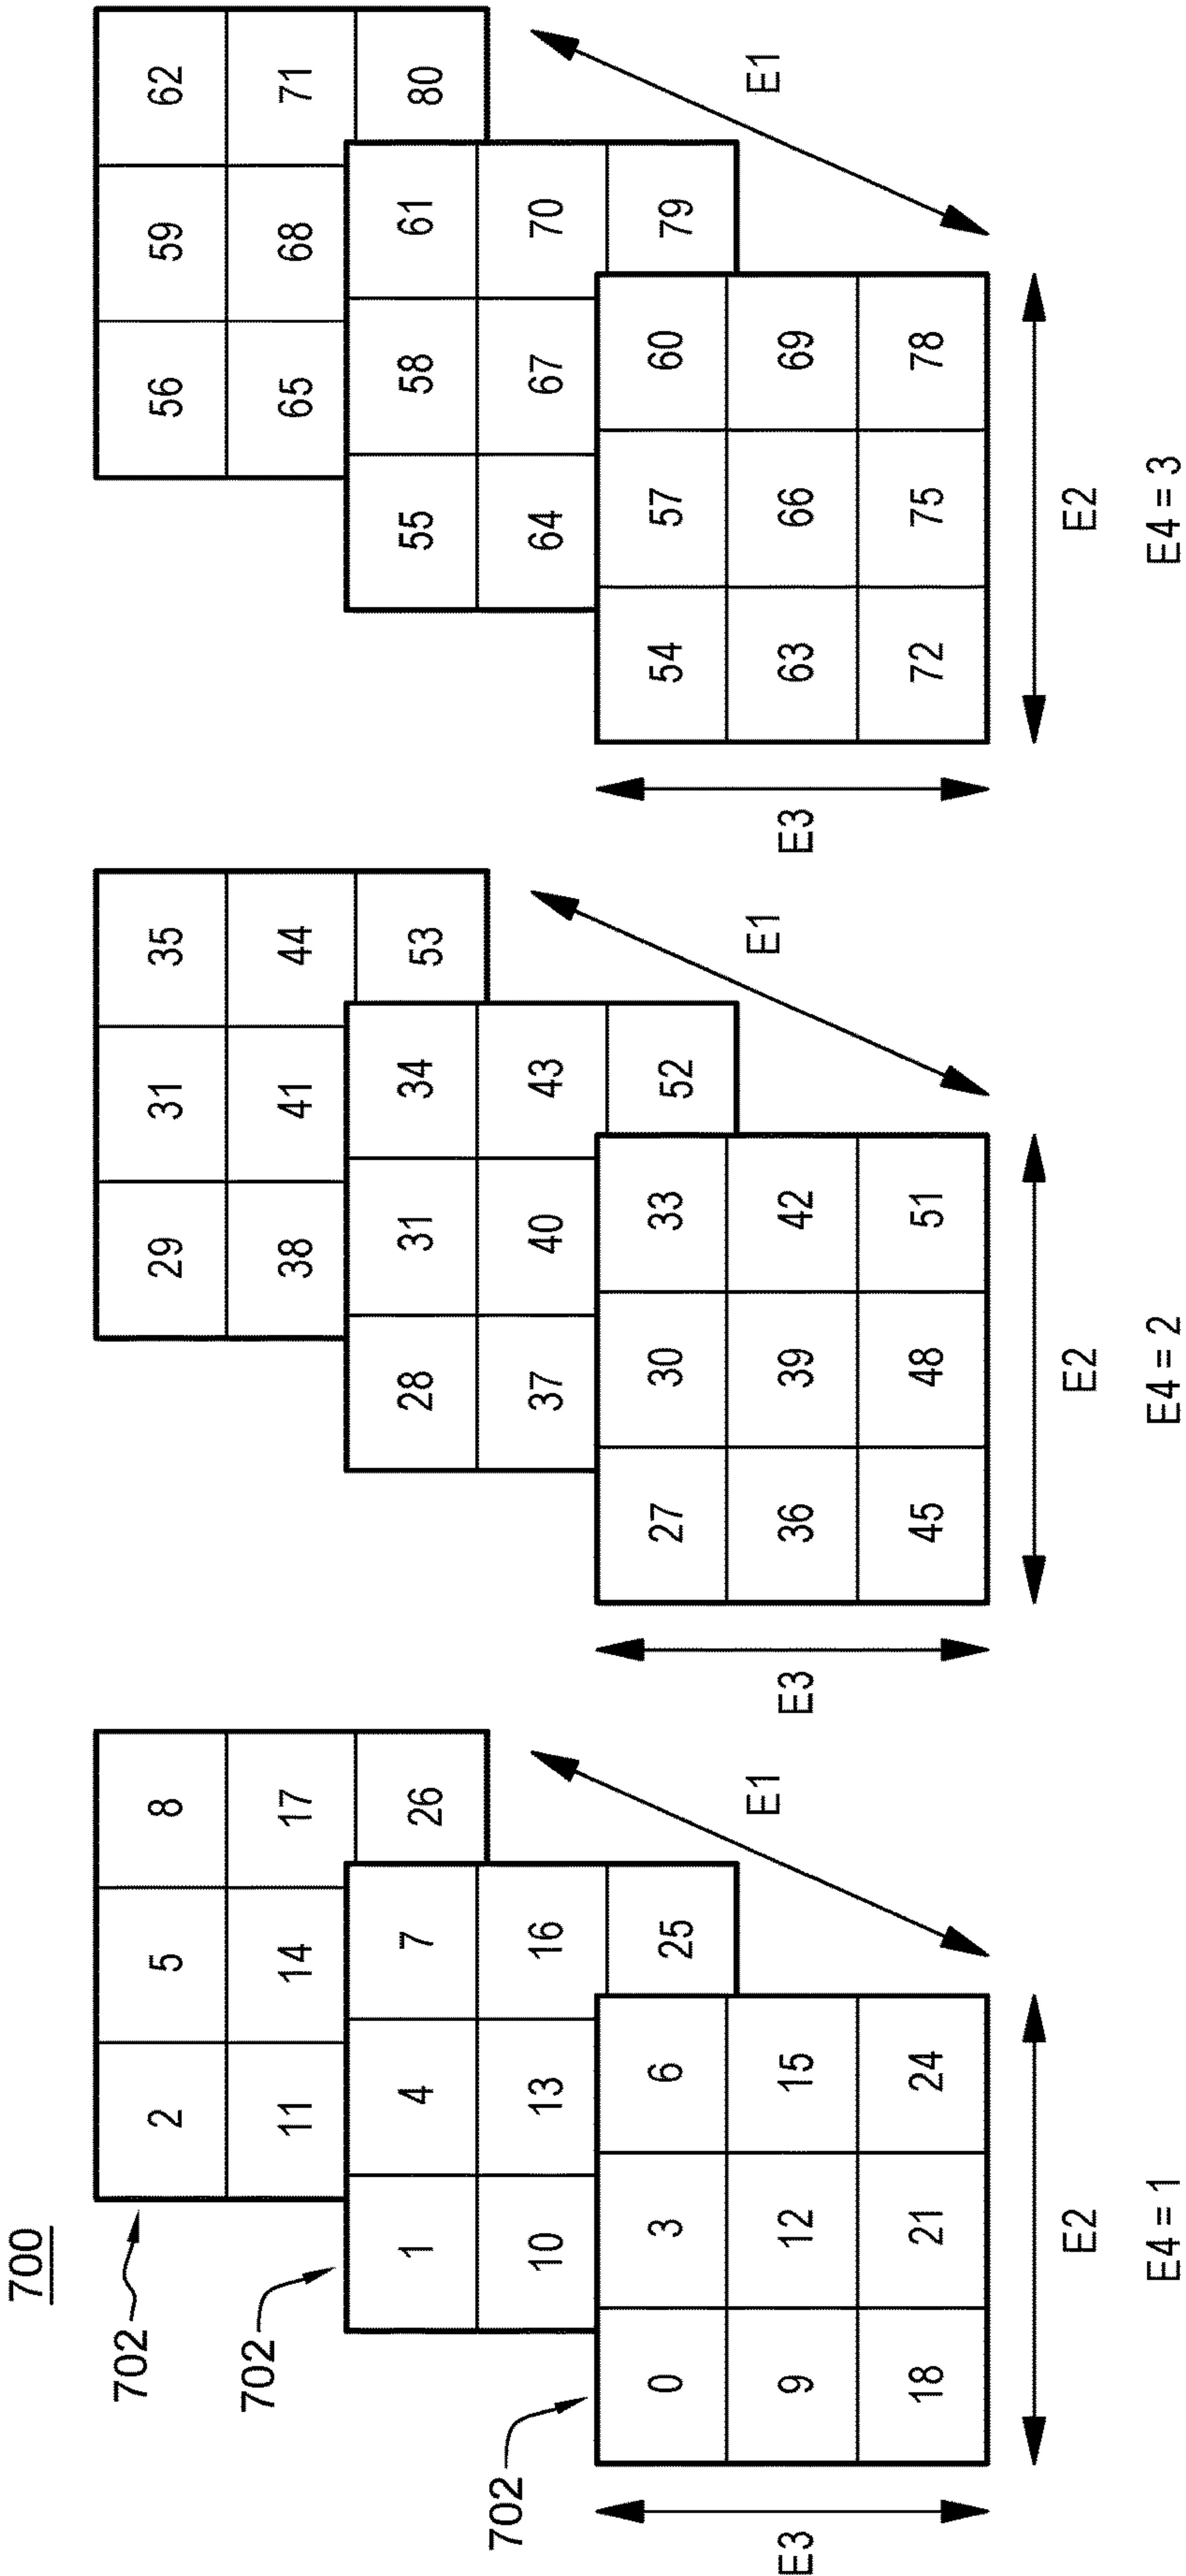 700
702
2 5 8
11 14 17
26
702
1 4 7
10 13 16
25
702
0 3 6
9 12 15
18 21 24
E3
E1
E2
E4 = 1
29 31 35
38 41 44
53
28 31 34
37 40 43
52
27 30 33
36 39 42
45 48 51
E3
E1
E2
E4 = 2
56 59 62
65 68 71
80
55 58 61
64 67 70
79
54 57 60
63 66 69
72 75 78
E3
E1
E2
E4 = 3